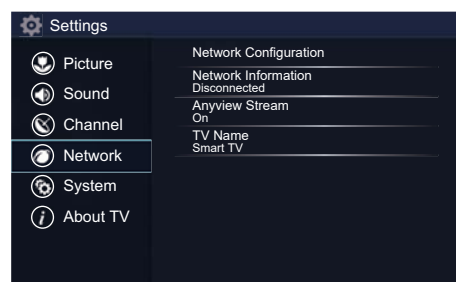 Settings
Picture
Sound
Channel
Network
System
About TV
Network Configuration
Network Information
Disconnected
Anyview Stream
On
TV Name
Smart TV